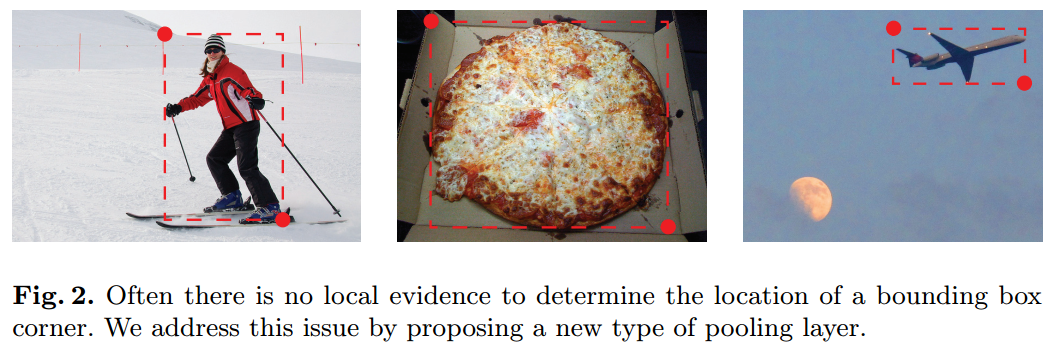 Fig. 2. Often there is no local evidence to determine the location of a bounding box
corner. We address this issue by proposing a new type of pooling layer.